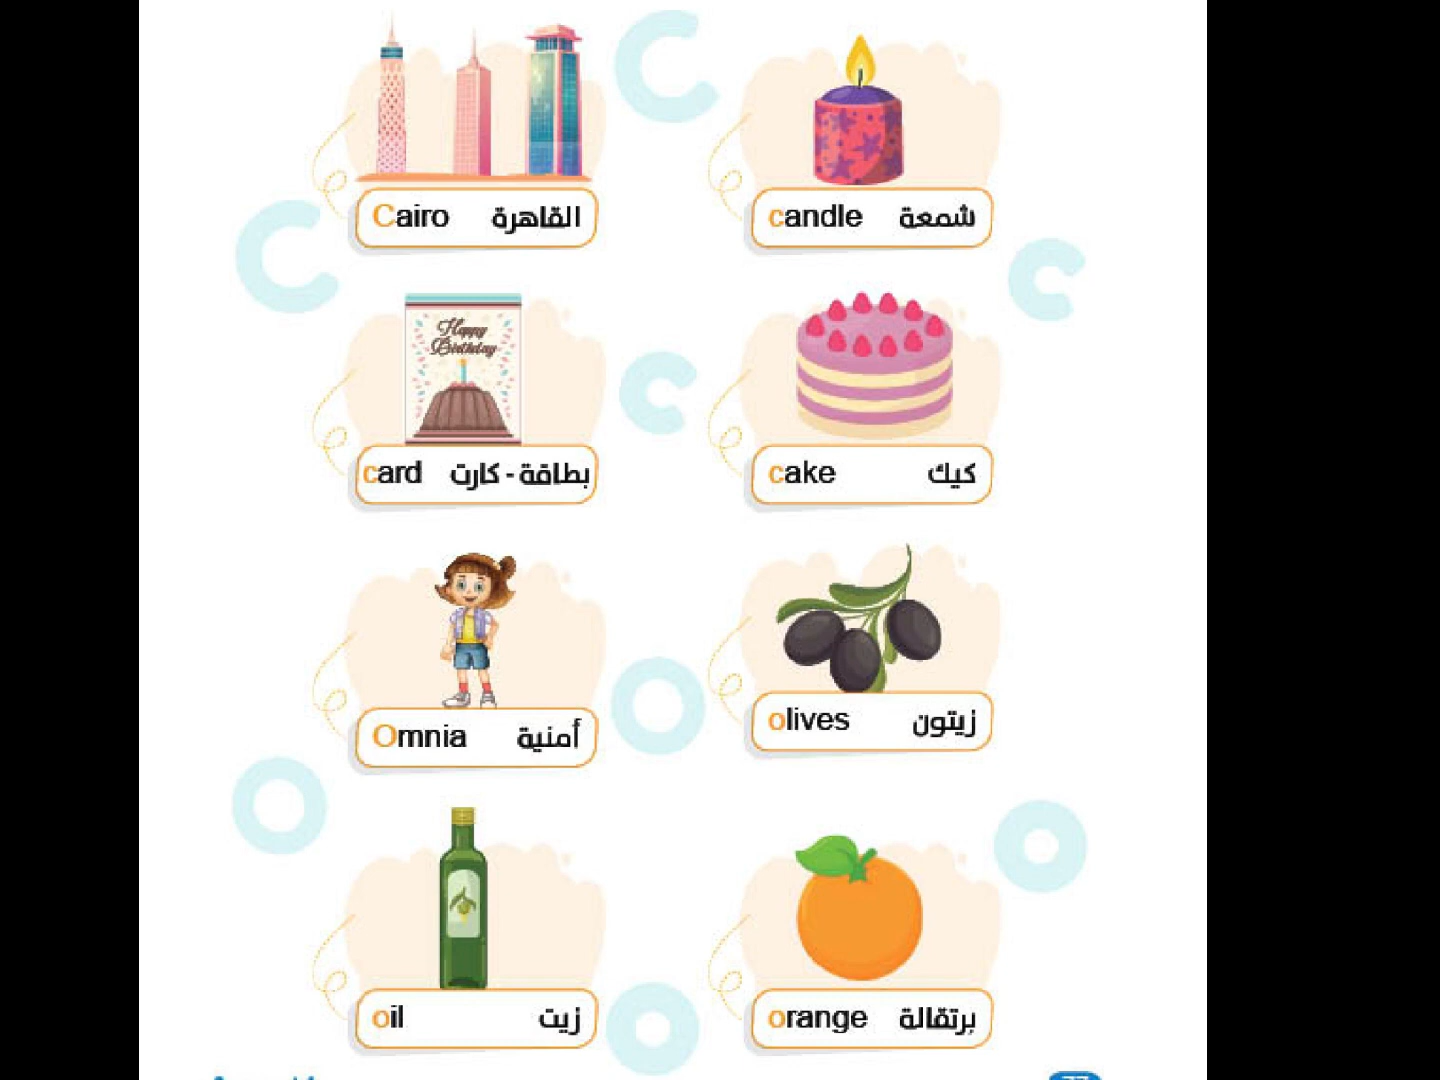 Cairo القاهرة
candle شمعة
Happy
Birthday
card بطاقة - كارت
cake كيك
Omnia أمنية
olives زيتون
oil زيت
orange برتقالة